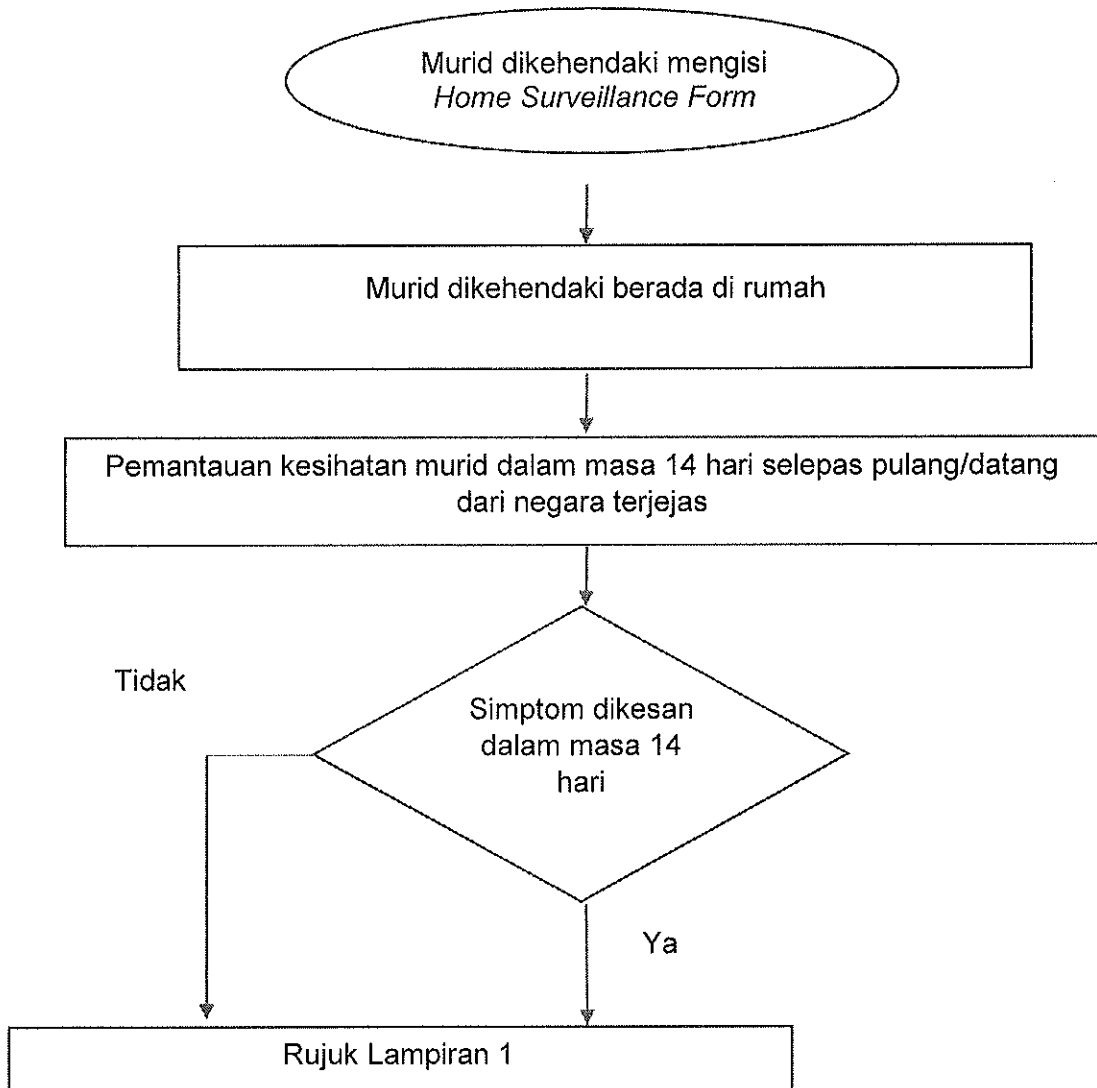 Murid dikehendaki mengisi
Home Surveillance Form
Murid dikehendaki berada di rumah
Pemantauan kesihatan murid dalam masa 14 hari selepas pulang/datang
dari negara terjejas
Tidak
Simptom dikesan
dalam masa 14
hari
Ya
Rujuk Lampiran 1